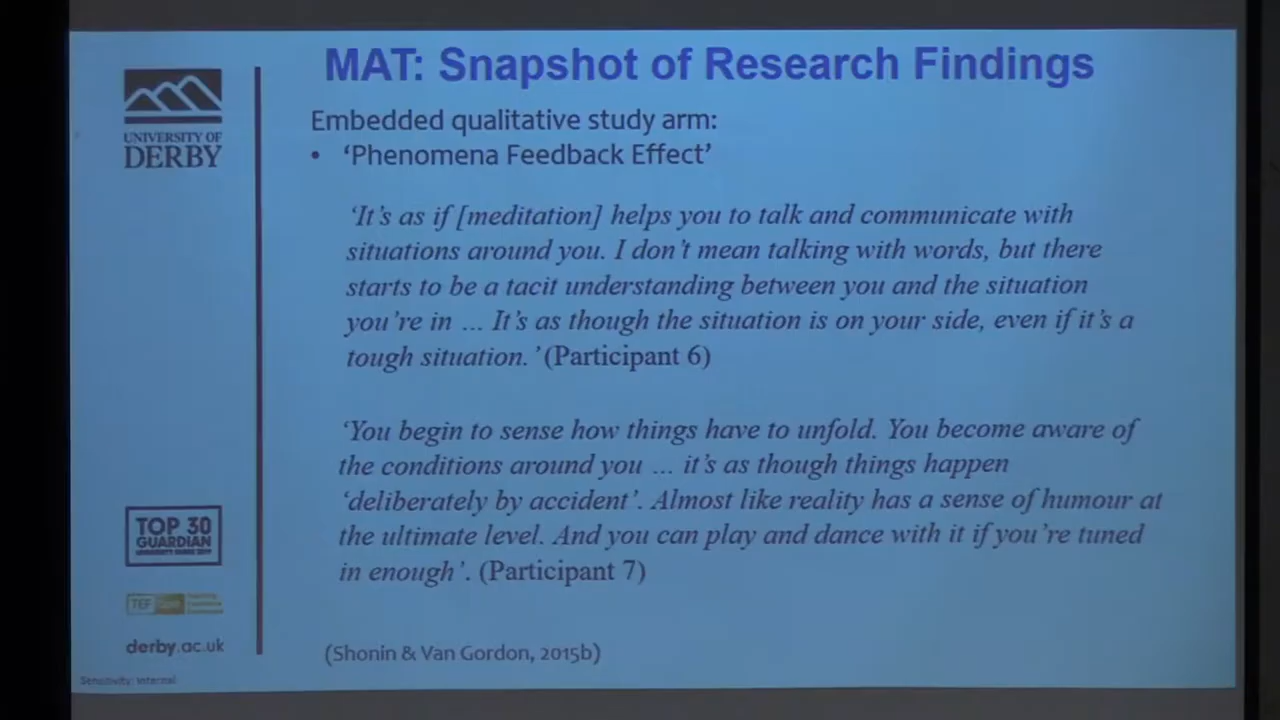 MAT: Snapshot of Research Findings
UNIVERSITY OF
DERBY
Embedded qualitative study arm:
• ‘Phenomena Feedback Effect’
‘It’s as if [meditation] helps you to talk and communicate with
situations around you. I don’t mean talking with words, but there
starts to be a tacit understanding between you and the situation
you’re in … It’s as though the situation is on your side, even if it’s a
tough situation.’ (Participant 6)
‘You begin to sense how things have to unfold. You become aware of
the conditions around you … it’s as though things happen
‘deliberately by accident’. Almost like reality has a sense of humour at
the ultimate level. And you can play and dance with it if you’re tuned
in enough’. (Participant 7)
(Shonin & Van Gordon, 2015b)
TOP 30
GUARDIAN
TEF
derby.ac.uk
Sensitivity: Internal